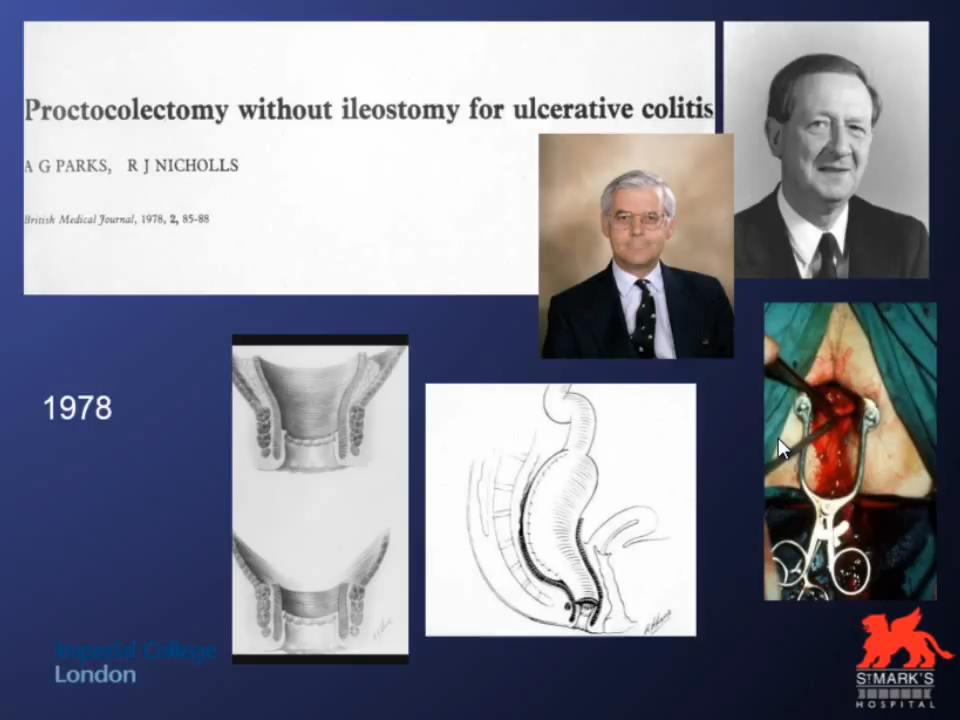 Proctocolectomy without ileostomy for ulcerative colitis
A G PARKS, R J NICHOLLS
British Medical Journal, 1978, 2, 85-88
1978
Imperial College
London
ST MARK'S
HOSPITAL